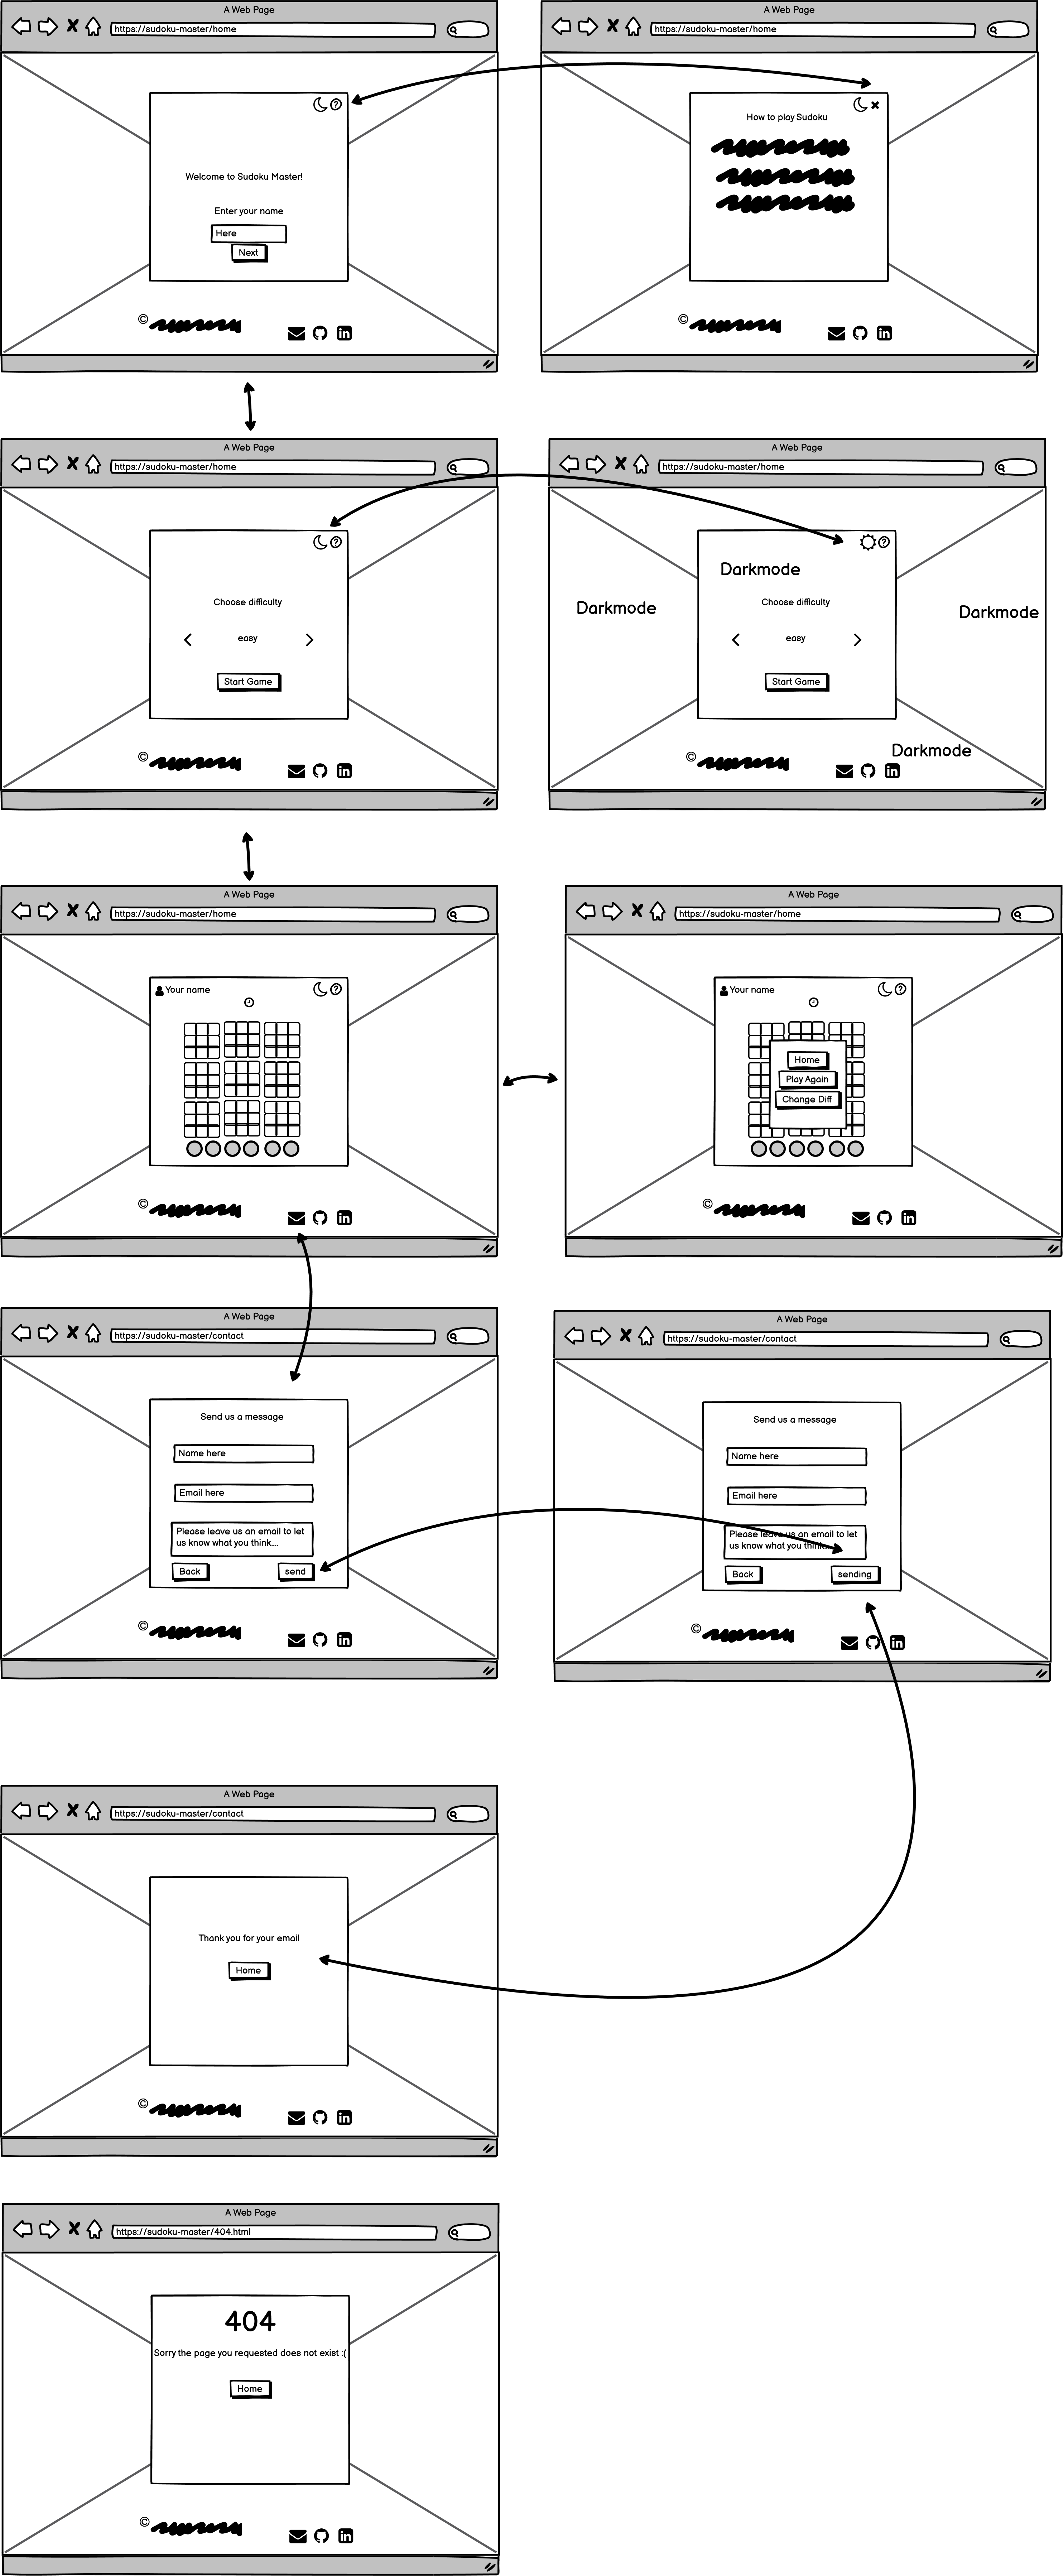 A Web Page
https://sudoku-master/home
Welcome to Sudoku Master!
Enter your name
Here
Next
©
A Web Page
https://sudoku-master/home
How to play Sudoku
©
A Web Page
https://sudoku-master/home
Choose difficulty
easy
Start Game
©
A Web Page
https://sudoku-master/home
Darkmode
Choose difficulty
Darkmode
Darkmode
easy
Start Game
Darkmode
©
A Web Page
https://sudoku-master/home
Your name
©
A Web Page
https://sudoku-master/home
Your name
Home
Play Again
Change Diff
©
A Web Page
https://sudoku-master/contact
Send us a message
Name here
Email here
Please leave us an email to let
us know what you think...
Back
send
©
A Web Page
https://sudoku-master/contact
Send us a message
Name here
Email here
Please leave us an email to let
us know what you think...
Back
sending
©
A Web Page
https://sudoku-master/contact
Thank you for your email
Home
©
A Web Page
https://sudoku-master/404.html
404
Sorry the page you requested does not exist :(
Home
©